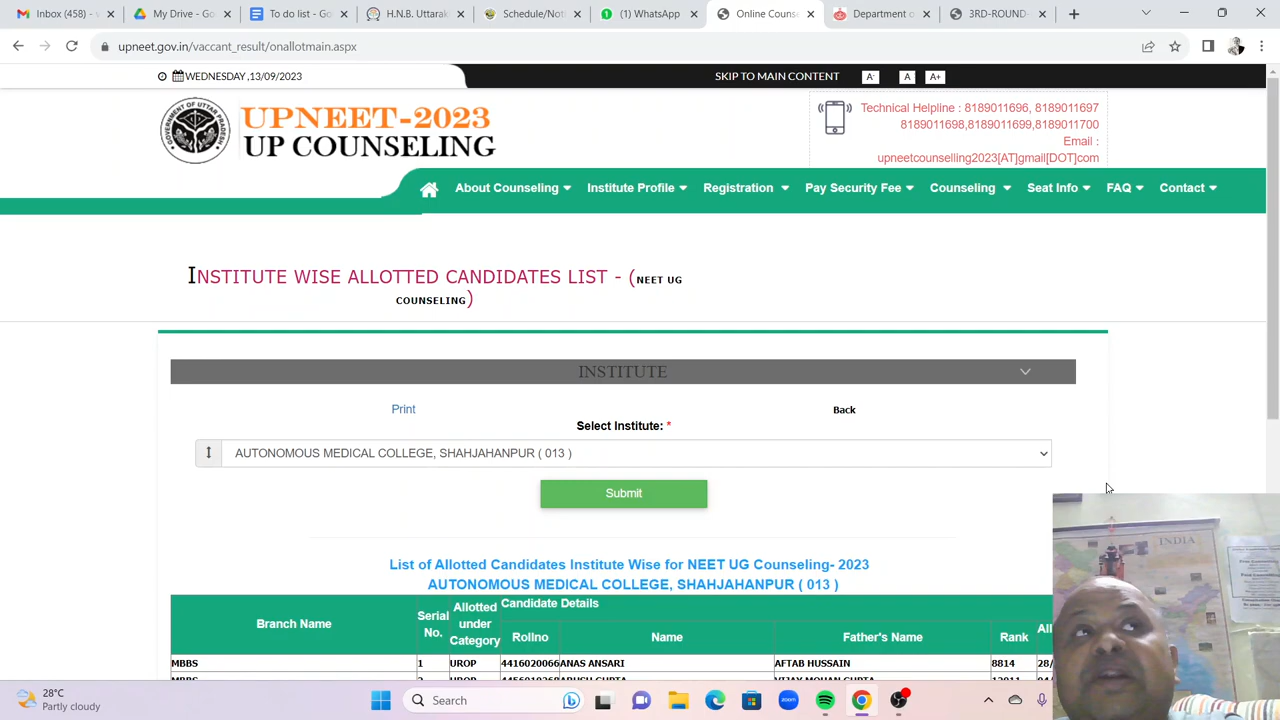 Inbox (458) -
My Drive - Go
To do list - Go
H.N.B. Uttarak
Schedule/Noti
(1) WhatsApp
Online Couns
Department o
3RD-ROUND-
upneet.gov.in/vaccant_result/onallotmain.aspx
WEDNESDAY ,13/09/2023
SKIP TO MAIN CONTENT
A-
A
A+
UPNEET-2023
UP COUNSELING
Technical Helpline : 8189011696, 8189011697
8189011698,8189011699,8189011700
Email :
upneetcounselling2023[AT]gmail[DOT]com
About Counseling
Institute Profile
Registration
Pay Security Fee
Counseling
Seat Info
FAQ
Contact
INSTITUTE WISE ALLOTTED CANDIDATES LIST - (NEET UG
COUNSELING)
INSTITUTE
Print
Back
Select Institute: *
AUTONOMOUS MEDICAL COLLEGE, SHAHJAHANPUR ( 013 )
Submit
List of Allotted Candidates Institute Wise for NEET UG Counseling- 2023
AUTONOMOUS MEDICAL COLLEGE, SHAHJAHANPUR ( 013 )
Branch Name
Serial No.
Allotted under Category
Candidate Details
Rollno
Name
Father's Name
Rank
MBBS 1 UROP 4416020066 ANAS ANSARI AFTAB HUSSAIN 8814 28/
INDIA
28°C
Partly cloudy
Search